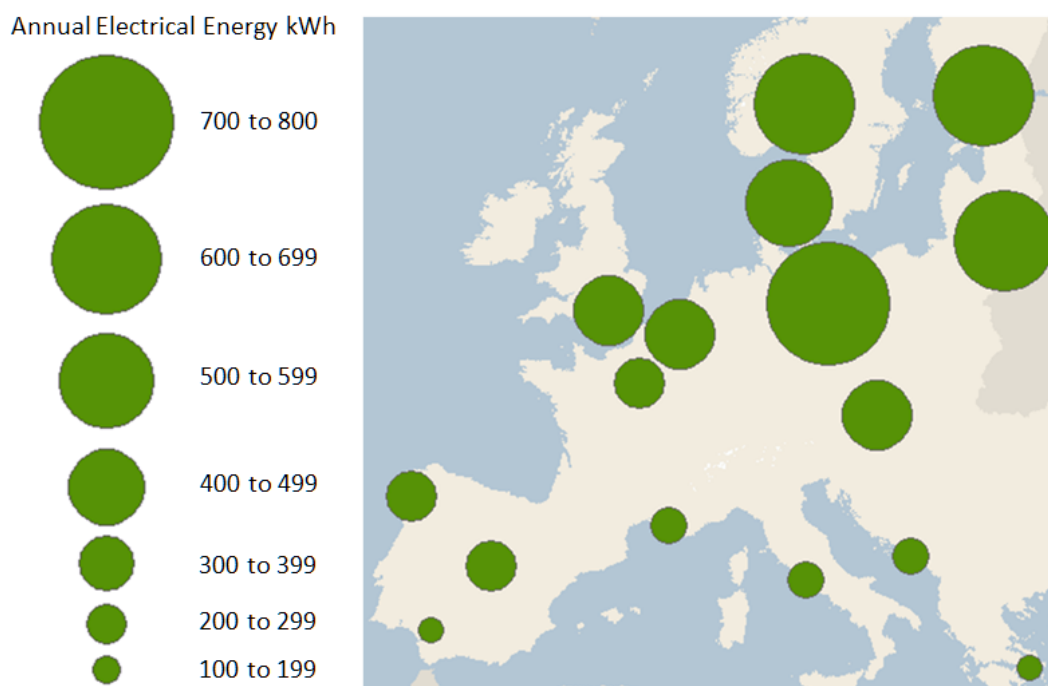 Annual Electrical Energy kWh
700 to 800
600 to 699
500 to 599
400 to 499
300 to 399
200 to 299
100 to 199